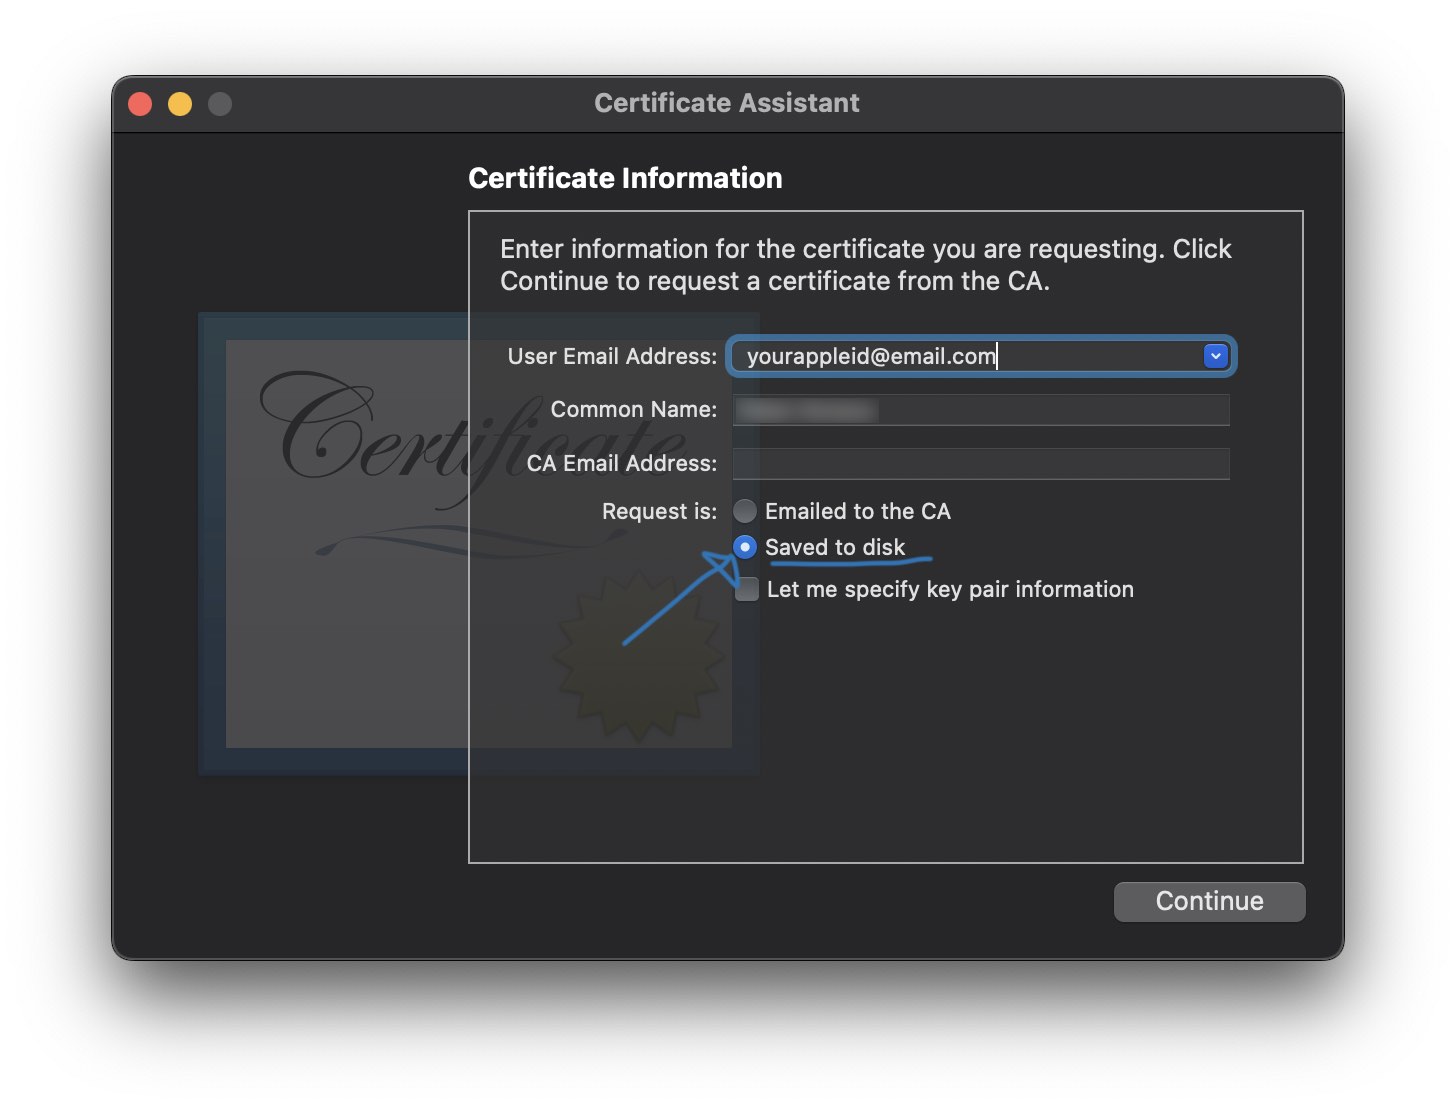 Certificate Assistant
Certificate Information
Enter information for the certificate you are requesting. Click
Continue to request a certificate from the CA.
Certificate
User Email Address: yourappleid@email.com
Common Name:
CA Email Address:
Request is: Emailed to the CA
Saved to disk
Let me specify key pair information
Continue